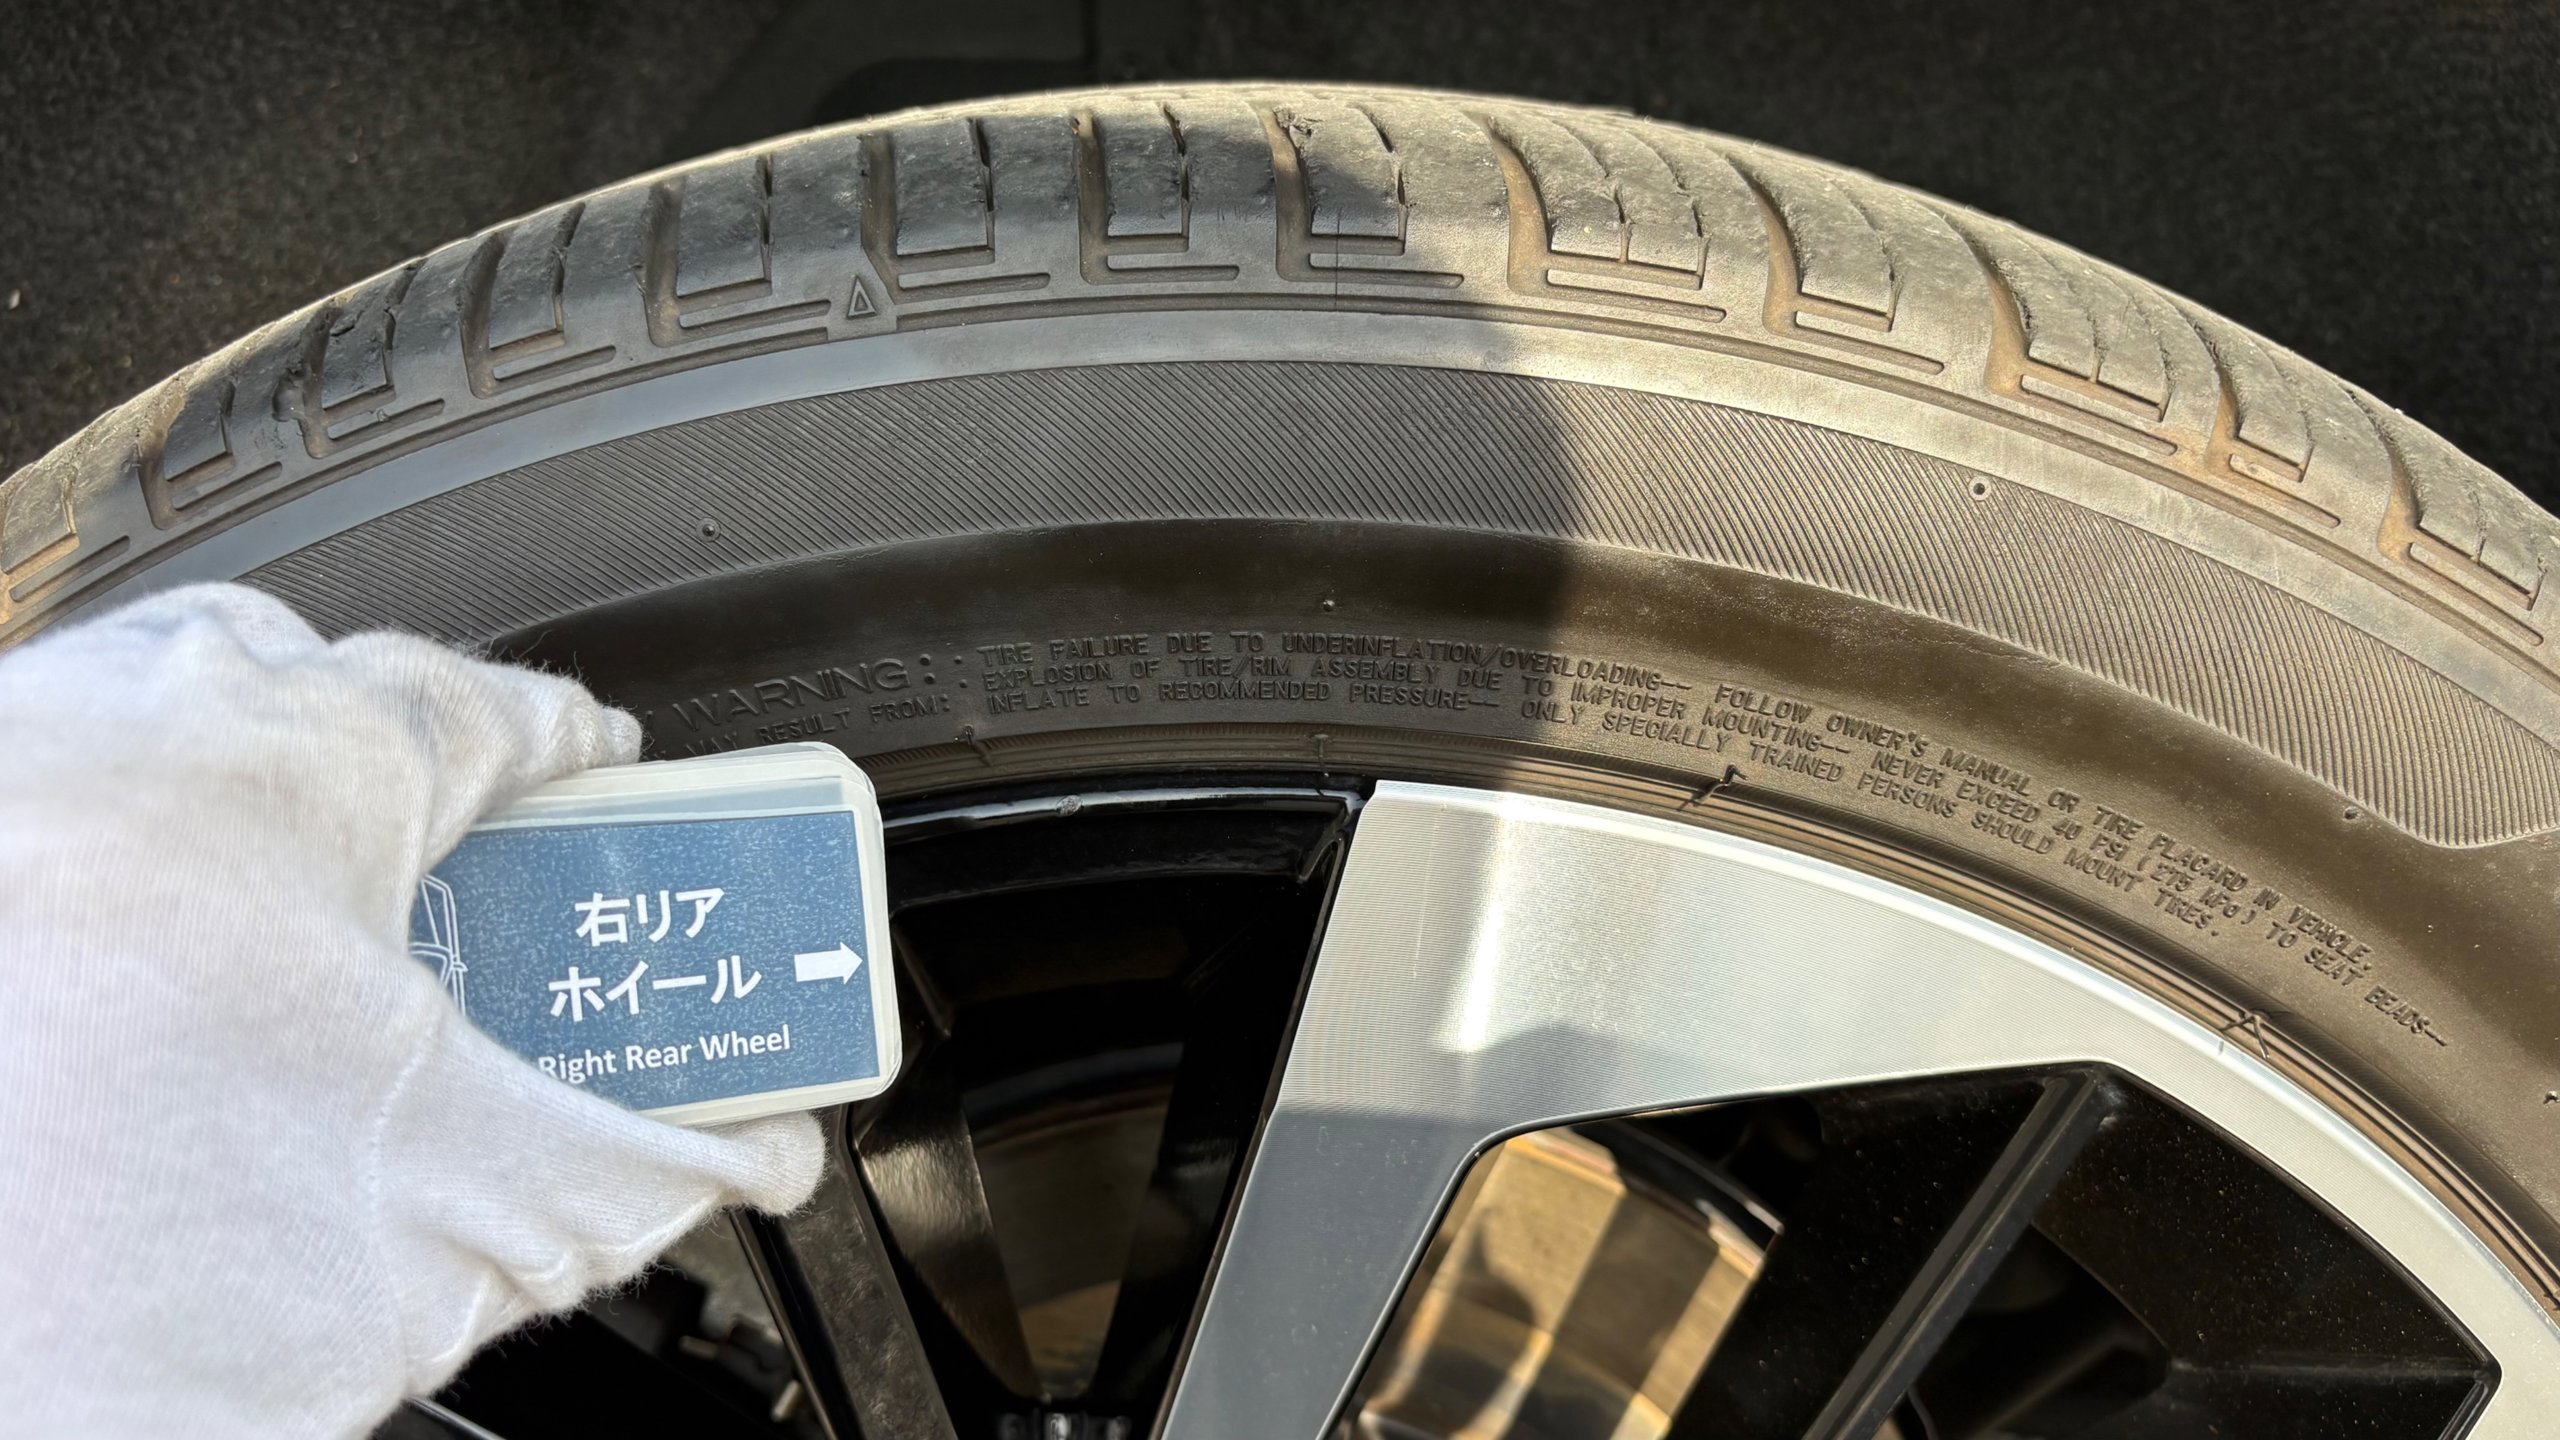 WARNING:
MAY RESULT FROM:
· TIRE FAILURE DUE TO UNDERINFLATION/OVERLOADING-- FOLLOW OWNER'S MANUAL OR TIRE PLACARD IN VEHICLE.
· EXPLOSION OF TIRE/RIM ASSEMBLY DUE TO IMPROPER MOUNTING-- NEVER EXCEED 40 PSI (275 kPa) TO SEAT BEADS--
INFLATE TO RECOMMENDED PRESSURE-- ONLY SPECIALLY TRAINED PERSONS SHOULD MOUNT TIRES.
右リア
ホイール
Right Rear Wheel